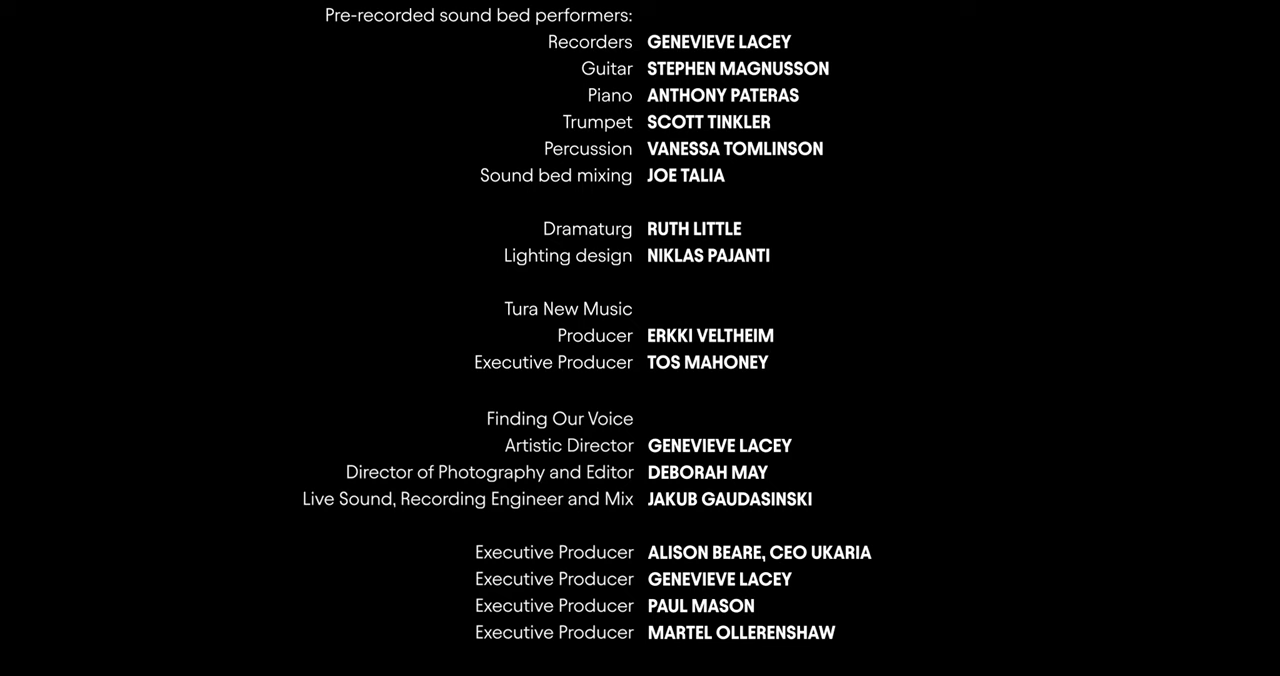 Pre-recorded sound bed performers:
Recorders GENEVIEVE LACEY
Guitar STEPHEN MAGNUSSON
Piano ANTHONY PATERAS
Trumpet SCOTT TINKLER
Percussion VANESSA TOMLINSON
Sound bed mixing JOE TALIA
Dramaturg RUTH LITTLE
Lighting design NIKLAS PAJANTI
Tura New Music
Producer ERKKI VELTHEIM
Executive Producer TOS MAHONEY
Finding Our Voice
Artistic Director GENEVIEVE LACEY
Director of Photography and Editor DEBORAH MAY
Live Sound, Recording Engineer and Mix JAKUB GAUDASINSKI
Executive Producer ALISON BEARE, CEO UKARIA
Executive Producer GENEVIEVE LACEY
Executive Producer PAUL MASON
Executive Producer MARTEL OLLERENSHAW